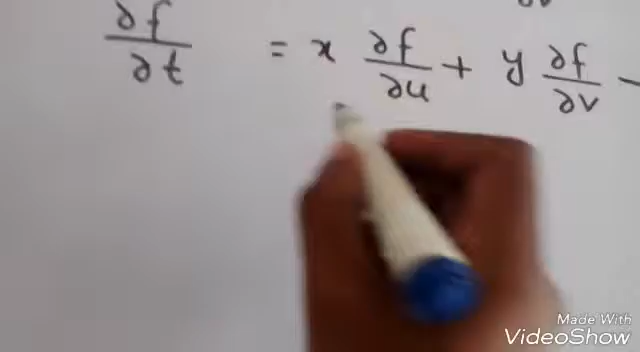 ∂f/∂t = x ∂f/∂u + y ∂f/∂v -
Made With
VideoShow